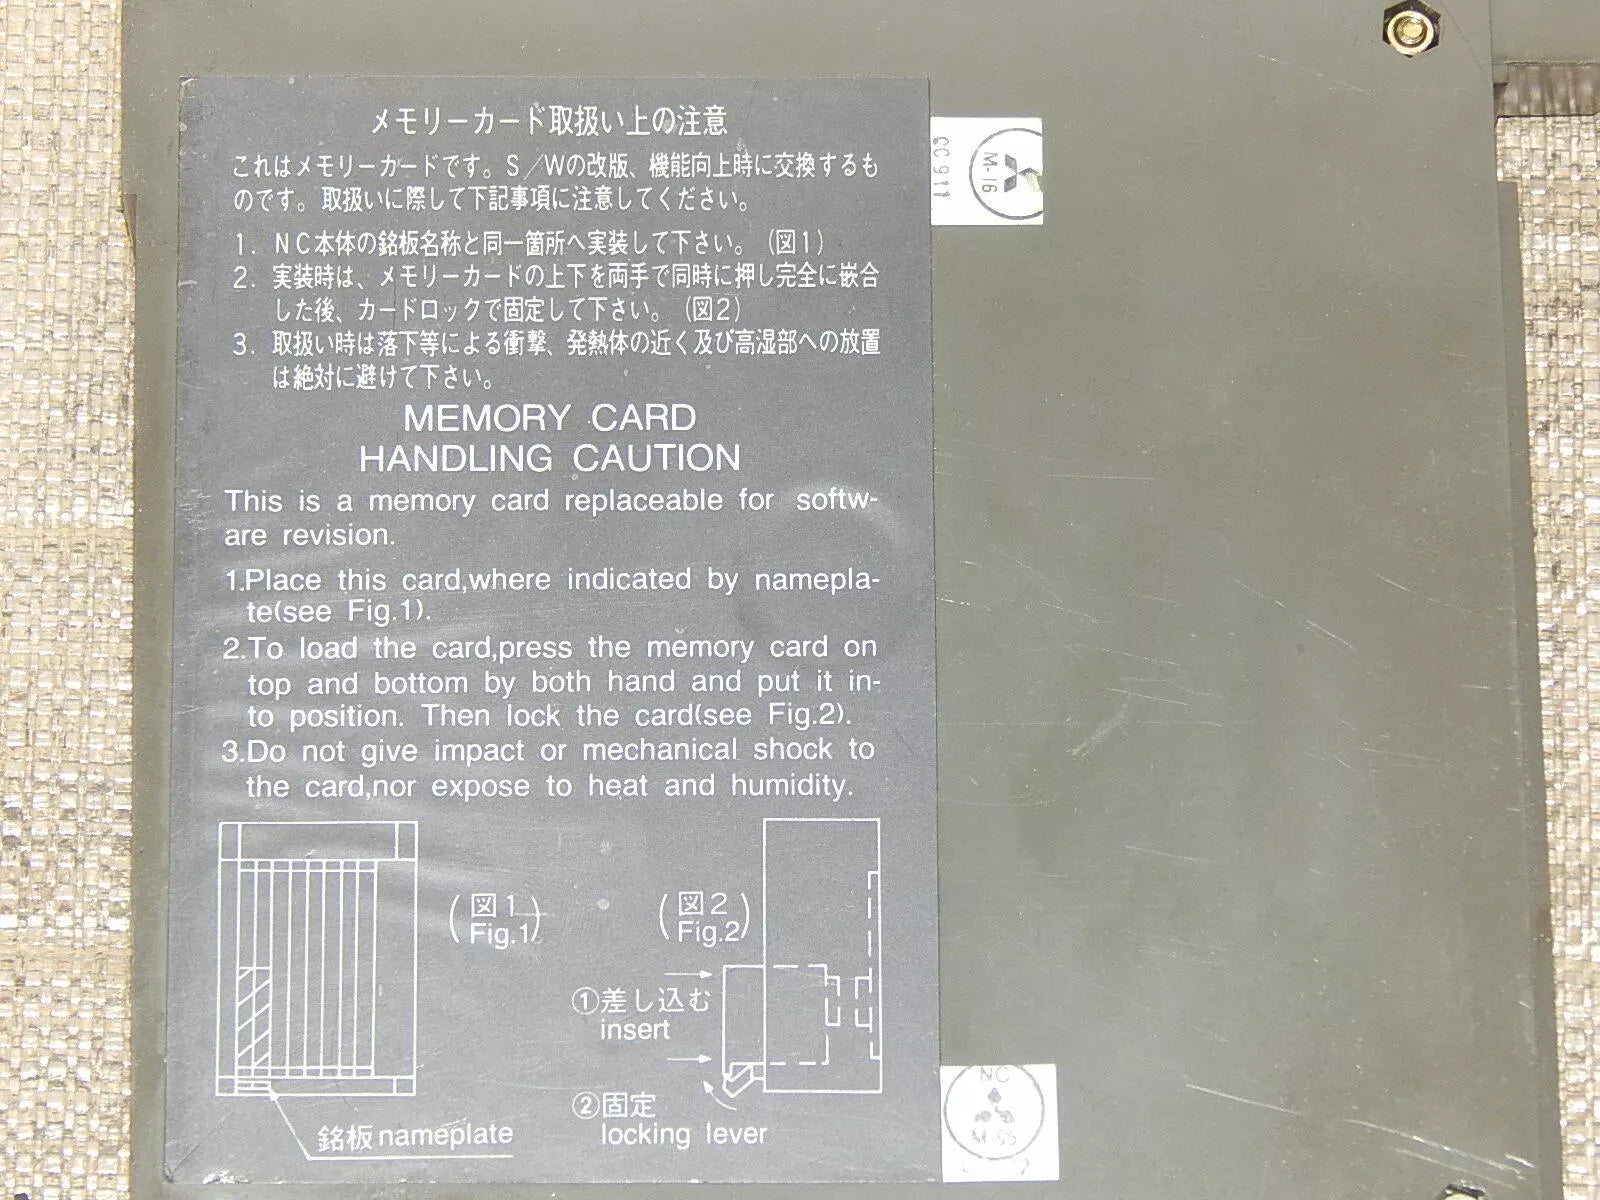 メモリーカード取扱い上の注意
これはメモリーカードです。S／Wの改版、機能向上時に交換するも
のです。取扱いに際して下記事項に注意してください。
1. NC本体の銘板名称と同一箇所へ実装して下さい。(図1)
2. 実装時は、メモリーカードの上下を両手で同時に押し完全に嵌合
した後、カードロックで固定して下さい。(図2)
3. 取扱い時は落下等による衝撃、発熱体の近く及び高湿部への放置
は絶対に避けて下さい。
MEMORY CARD
HANDLING CAUTION
This is a memory card replaceable for softw-
are revision.
1.Place this card,where indicated by namepla-
te(see Fig.1).
2.To load the card,press the memory card on
top and bottom by both hand and put it in-
to position. Then lock the card(see Fig.2).
3.Do not give impact or mechanical shock to
the card,nor expose to heat and humidity.
(図1
Fig.1)
(図2
Fig.2)
①差し込む
insert
②固定
locking lever
銘板nameplate
M-16
NC